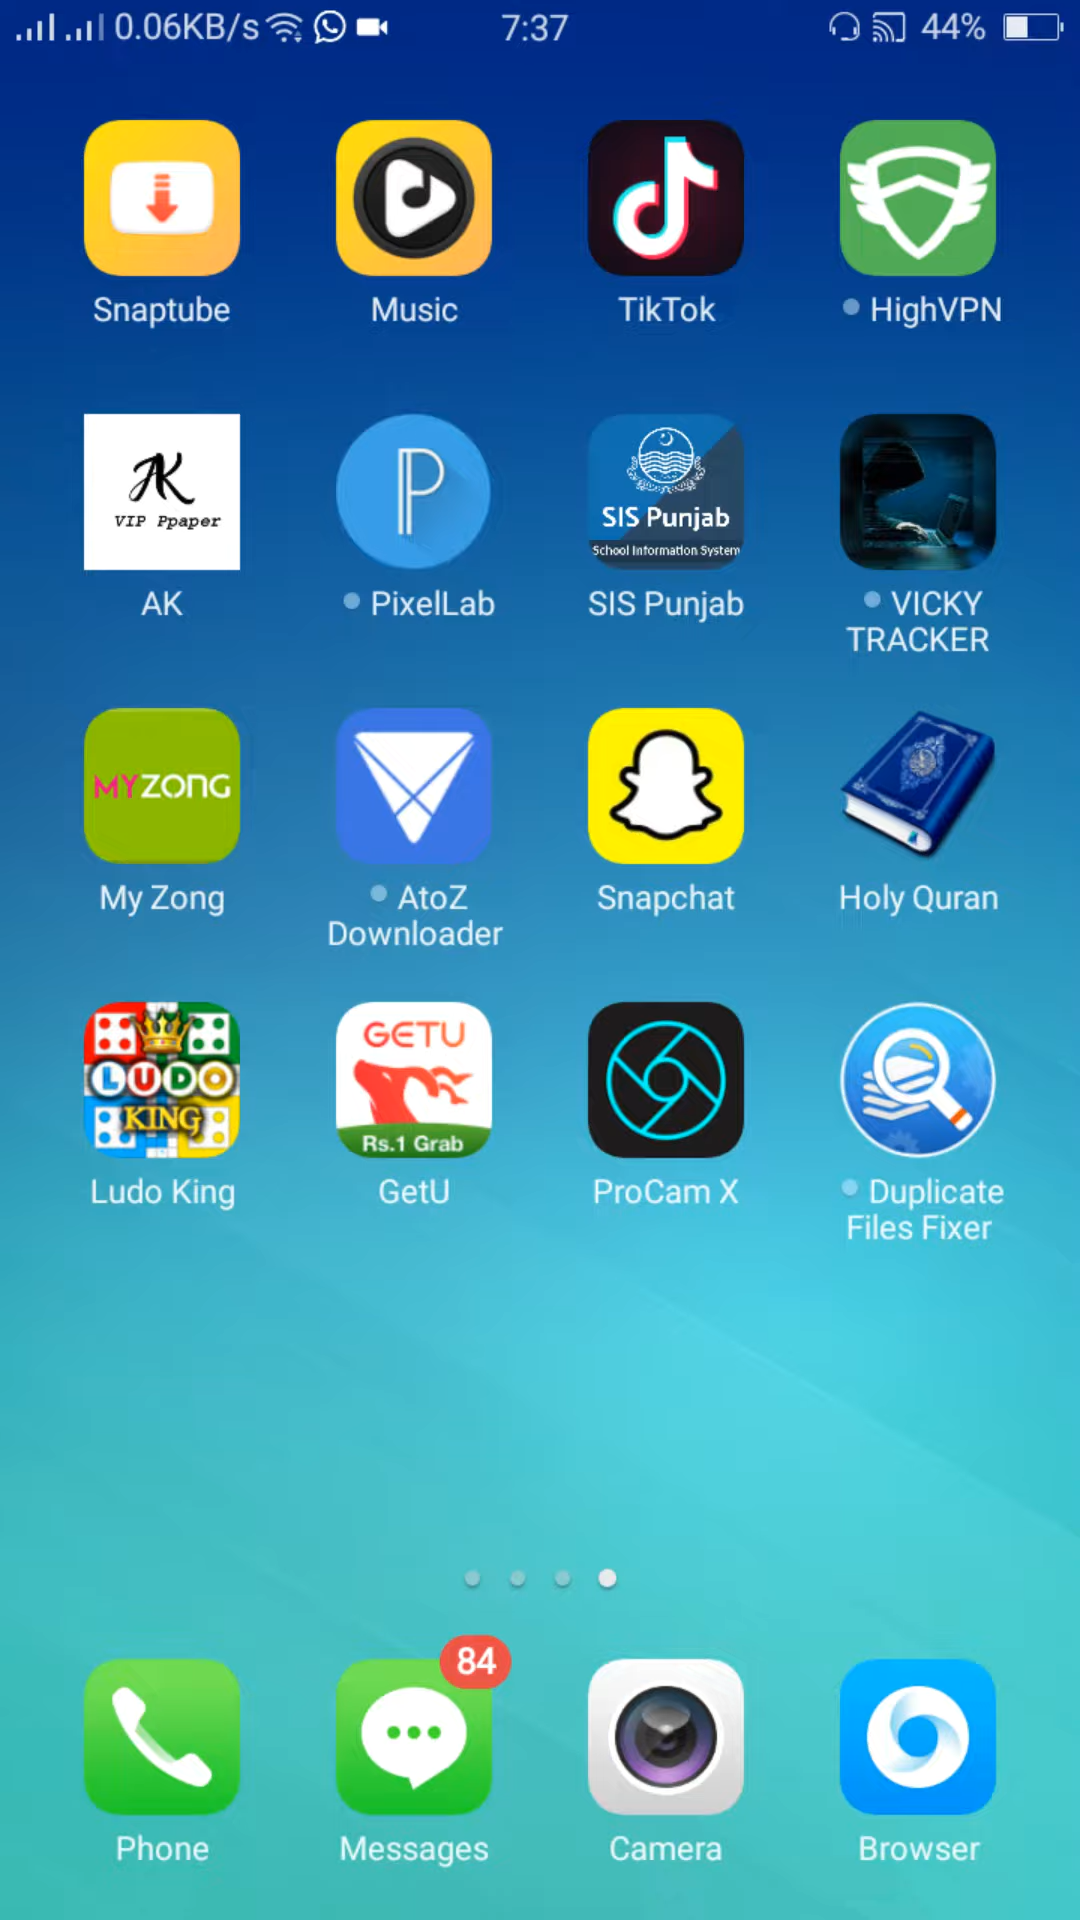 0.06KB/s 7:37 44%
Snaptube Music TikTok HighVPN
AK
VIP Ppaper
SIS Punjab
School Information System
AK PixelLab SIS Punjab VICKY
TRACKER
MYZONG
My Zong AtoZ Snapchat Holy Quran
Downloader
LUDO
KING
GETU
Rs.1 Grab
Ludo King GetU ProCam X Duplicate
Files Fixer
84
Phone Messages Camera Browser